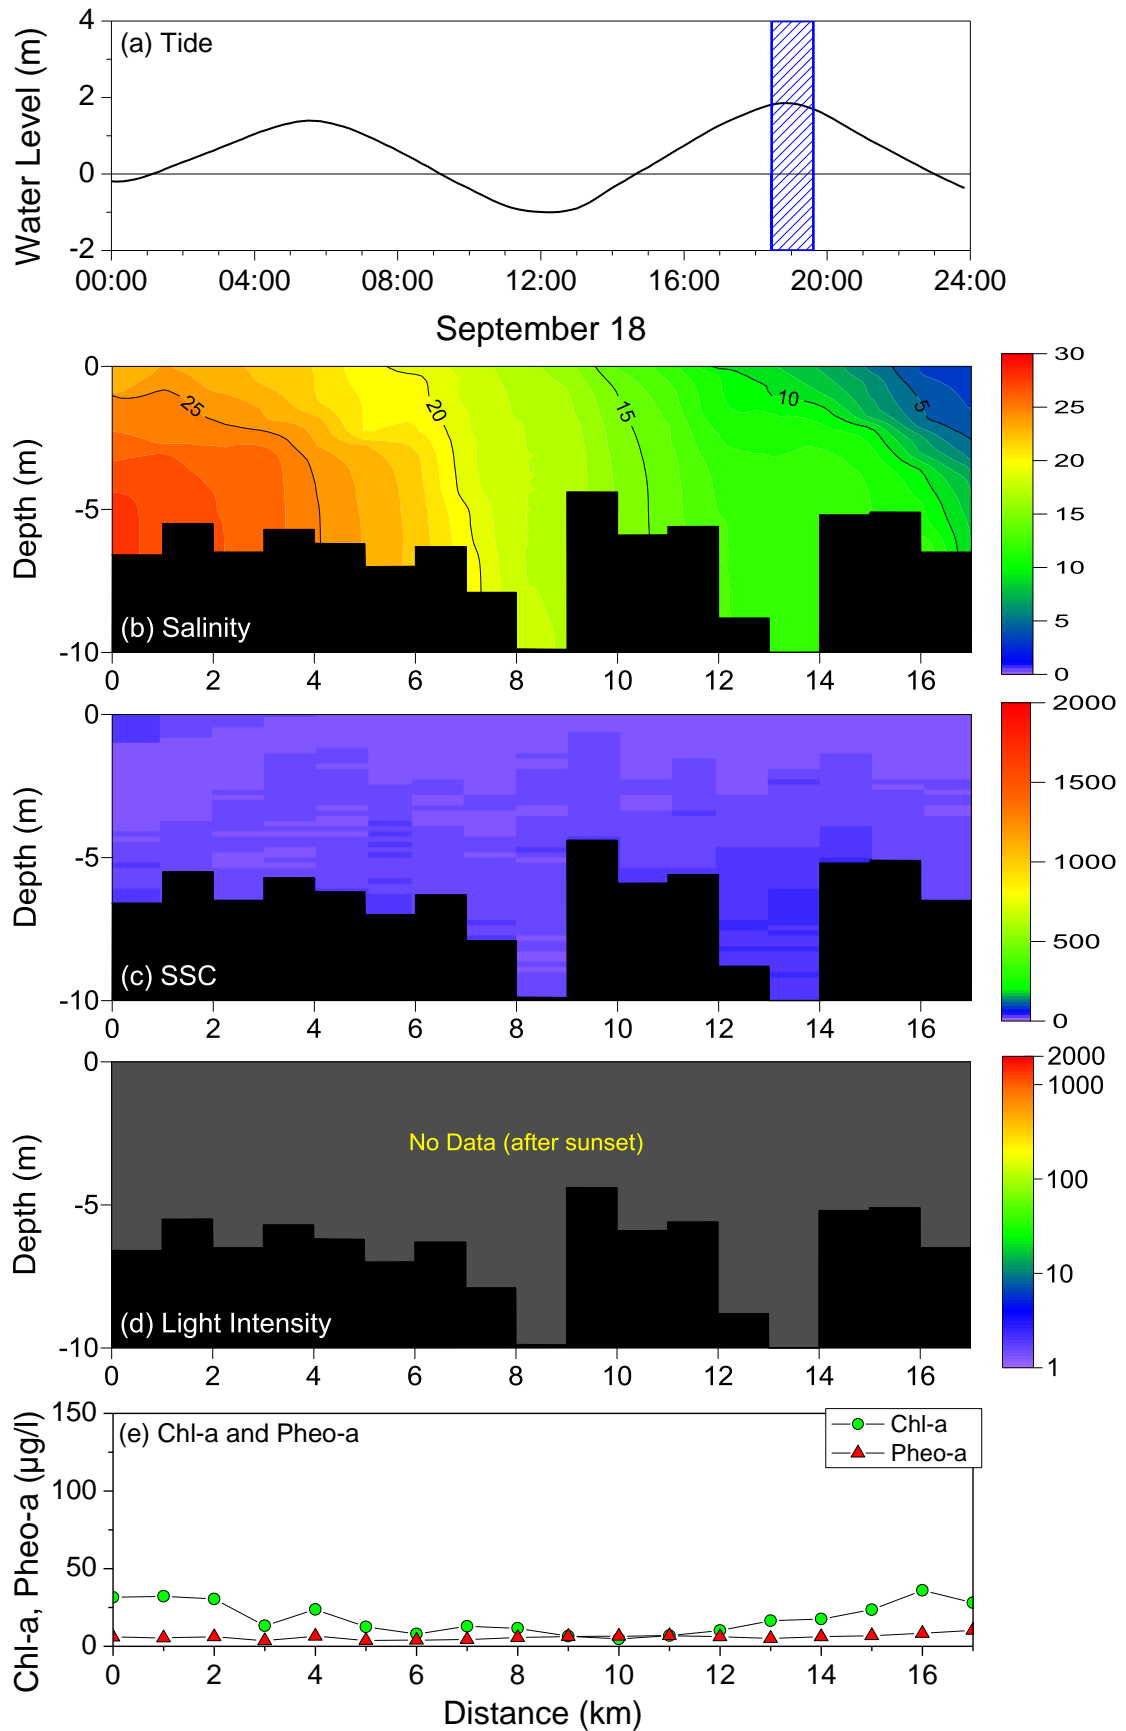 4
(a) Tide
2
0
-2
Water Level (m)
00:00 04:00 08:00 12:00 16:00 20:00 24:00
September 18
0
-5
-10
Depth (m)
25
20
15
10
5
(b) Salinity
0 2 4 6 8 10 12 14 16
30
25
20
15
10
5
0
0
-5
-10
Depth (m)
(c) SSC
0 2 4 6 8 10 12 14 16
2000
1500
1000
500
0
0
-5
-10
Depth (m)
No Data (after sunset)
(d) Light Intensity
0 2 4 6 8 10 12 14 16
2000
1000
100
10
1
150
100
50
0
Chl-a, Pheo-a (µg/l)
(e) Chl-a and Pheo-a
Chl-a
Pheo-a
0 2 4 6 8 10 12 14 16
Distance (km)